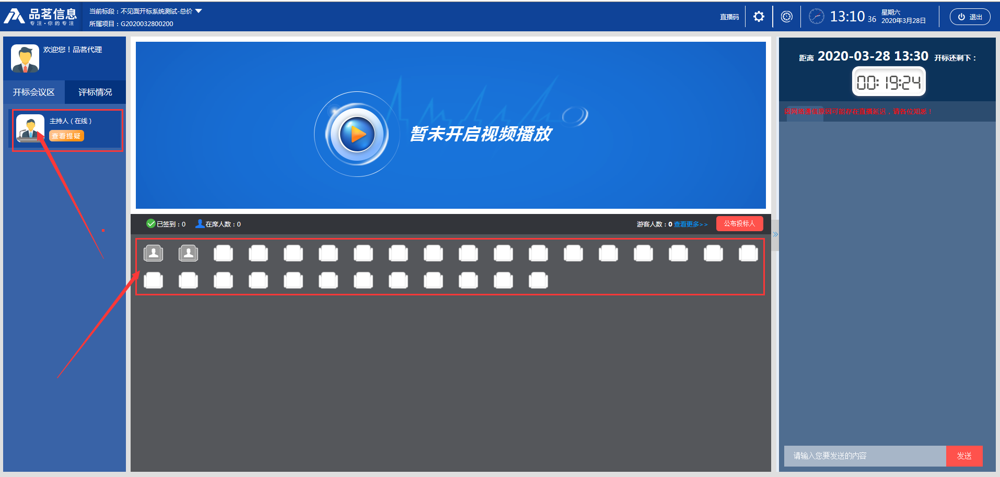 品茗信息
专注·你的专注
当前标段：不见面开标系统测试-总价
所属项目：G2020032800200
直播码
13:10 36
星期六
2020年3月28日
退出
欢迎您！品茗代理
开标会议区
评标情况
主持人（在线）
查看提疑
暂未开启视频播放
已签到：0
在席人数：0
游客人数：0 查看更多>>
公布投标人
距离 2020-03-28 13:30 开标还剩下：
00:19:24
因网络通信原因可能存在直播延迟，请各位知悉！
请输入您要发送的内容
发送